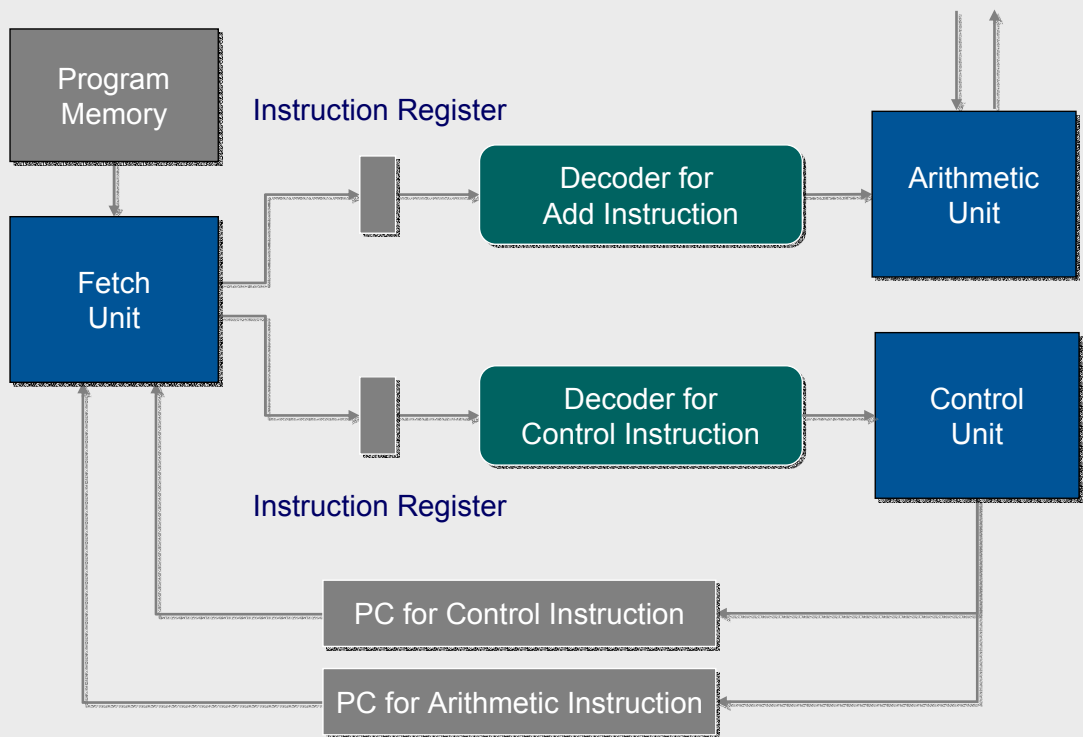 Program
Memory
Instruction Register
Decoder for
Add Instruction
Arithmetic
Unit
Fetch
Unit
Decoder for
Control Instruction
Control
Unit
Instruction Register
PC for Control Instruction
PC for Arithmetic Instruction